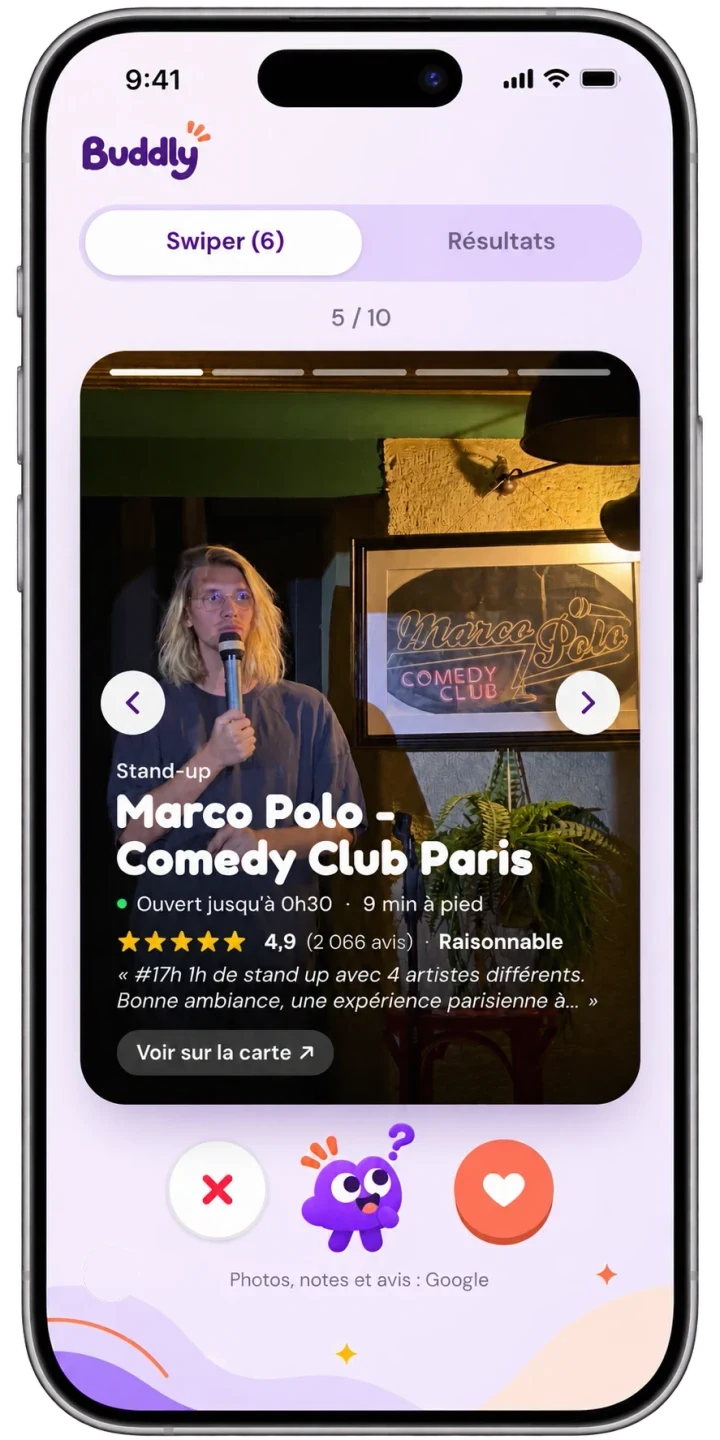 9:41
Buddly
Swiper (6)
Résultats
5 / 10
Marco Polo
COMEDY
CLUB
Stand-up
Marco Polo -
Comedy Club Paris
Ouvert jusqu'à 0h30 · 9 min à pied
4,9 (2 066 avis) · Raisonnable
« #17h 1h de stand up avec 4 artistes différents.
Bonne ambiance, une expérience parisienne à... »
Voir sur la carte ↗
?
Photos, notes et avis : Google